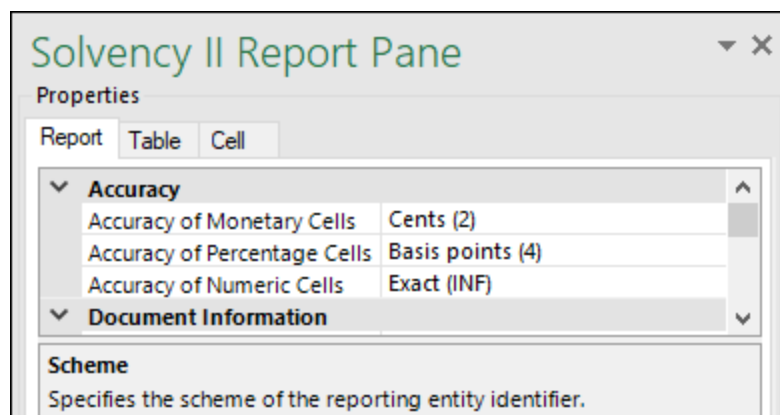 Solvency II Report Pane
Properties
Report Table Cell
Accuracy
Accuracy of Monetary Cells Cents (2)
Accuracy of Percentage Cells Basis points (4)
Accuracy of Numeric Cells Exact (INF)
Document Information
Scheme
Specifies the scheme of the reporting entity identifier.